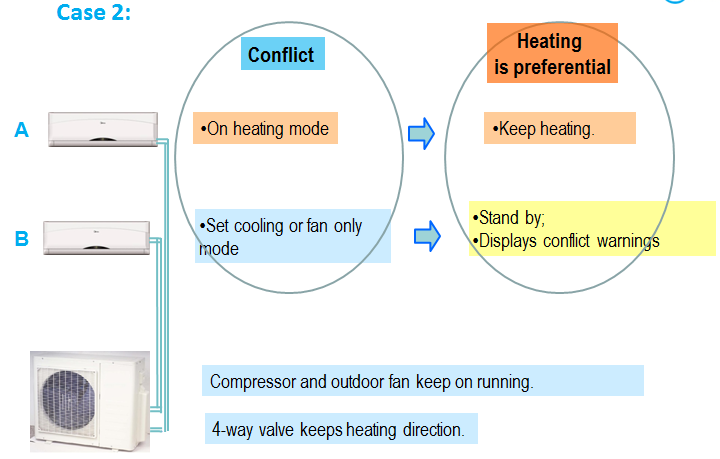 Case 2:
Conflict
Heating
is preferential
A
•On heating mode
•Keep heating.
B
•Set cooling or fan only
mode
•Stand by;
•Displays conflict warnings
Compressor and outdoor fan keep on running.
4-way valve keeps heating direction.